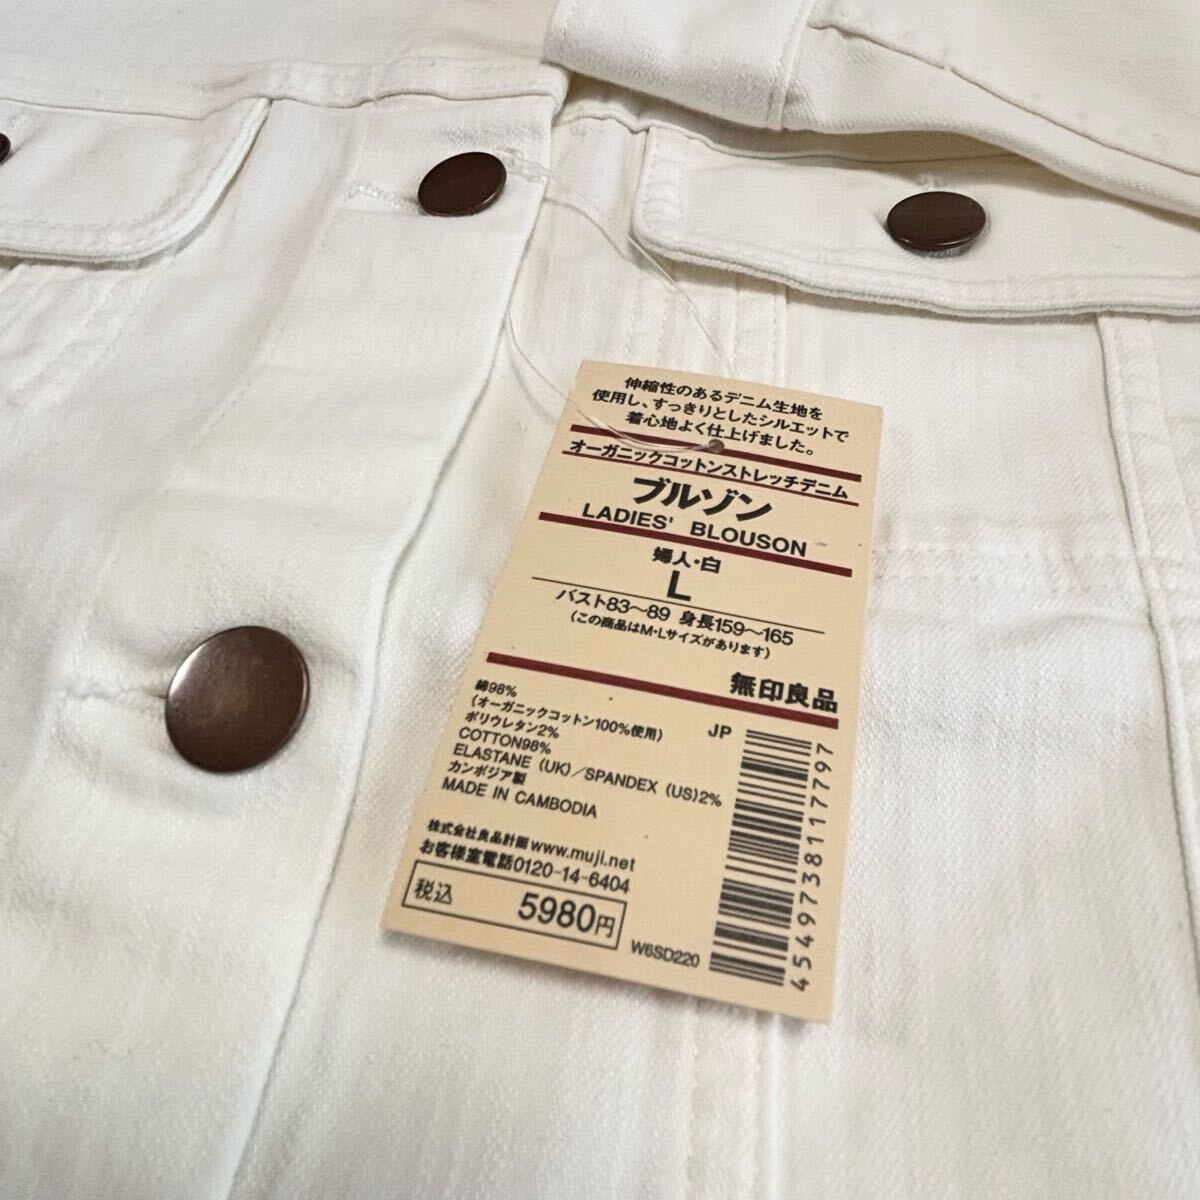 伸縮性のあるデニム生地を
使用し、すっきりとしたシルエットで
着心地よく仕上げました。
オーガニックコットンストレッチデニム
ブルゾン
LADIES' BLOUSON
婦人・白
L
バスト83〜89 身長159〜165
(この商品はM・Lサイズがあります)
無印良品
綿98%
(オーガニックコットン100%使用)
ポリウレタン2%
COTTON98%
ELASTANE (UK)／SPANDEX (US)2%
カンボジア製
MADE IN CAMBODIA
JP
4549738117797
株式会社良品計画 www.muji.net
お客様室電話0120-14-6404
税込 5980円
W6SD220